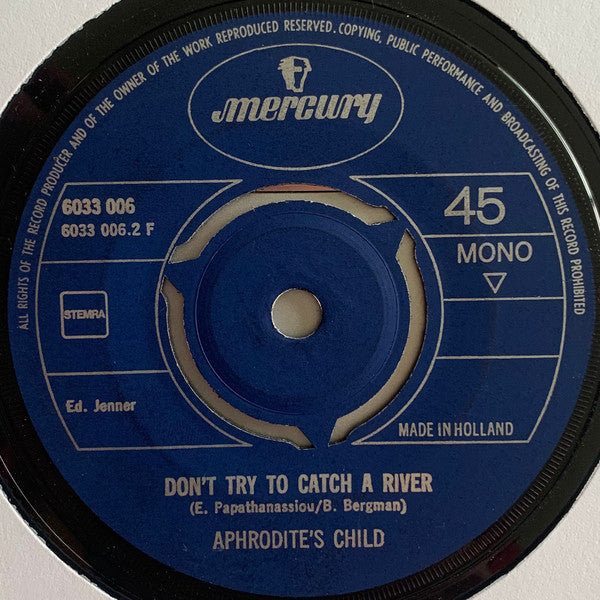 ALL RIGHTS OF THE RECORD PRODUCER AND OF THE OWNER OF THE WORK REPRODUCED RESERVED. COPYING, PUBLIC PERFORMANCE AND BROADCASTING OF THIS RECORD PROHIBITED
mercury
6033 006
6033 006.2 F
45
MONO
STEMRA
Ed. Jenner
MADE IN HOLLAND
DON'T TRY TO CATCH A RIVER
(E. Papathanassiou/B. Bergman)
APHRODITE'S CHILD